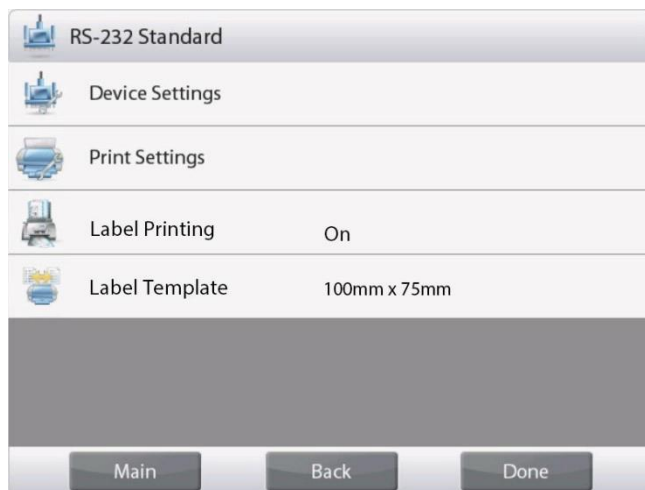 RS-232 Standard
Device Settings
Print Settings
Label Printing On
Label Template 100mm x 75mm
Main Back Done